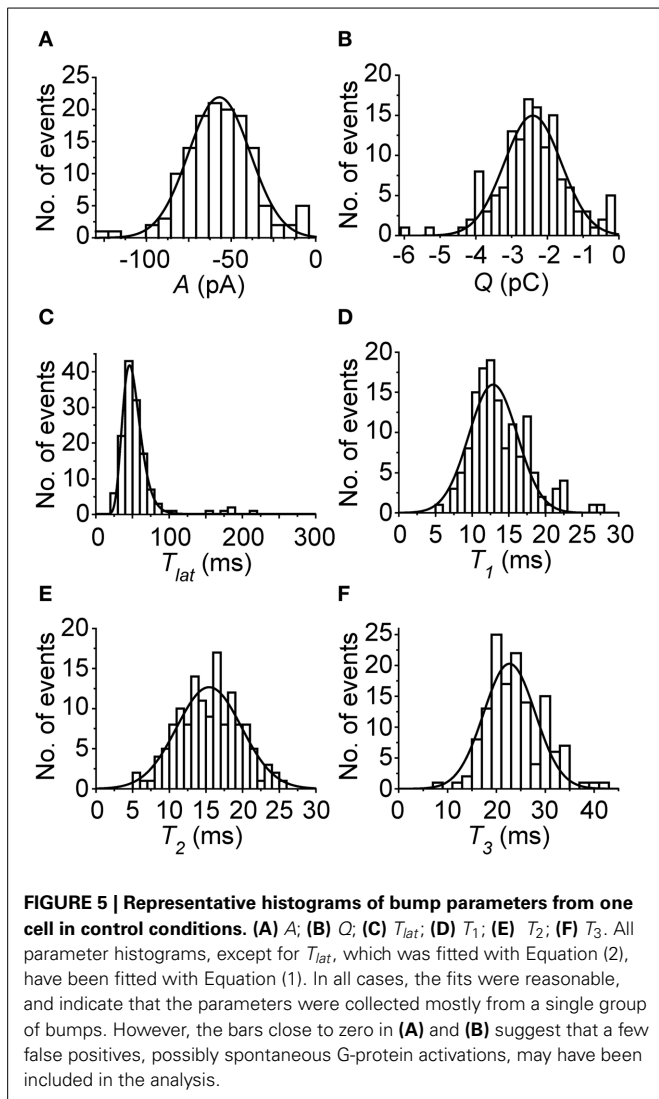 A
B
25
20
15
10
5
0
No. of events
-100 -50 0
A (pA)
20
15
10
5
0
No. of events
-6 -5 -4 -3 -2 -1 0
Q (pC)
C
D
40
30
20
10
0
No. of events
0 100 200 300
T_lat (ms)
20
15
10
5
0
No. of events
0 5 10 15 20 25 30
T_1 (ms)
E
F
20
15
10
5
0
No. of events
0 5 10 15 20 25 30
T_2 (ms)
25
20
15
10
5
0
No. of events
0 10 20 30 40
T_3 (ms)
FIGURE 5 | Representative histograms of bump parameters from one
cell in control conditions. (A) A; (B) Q; (C) T_lat; (D) T_1; (E) T_2; (F) T_3. All
parameter histograms, except for T_lat, which was fitted with Equation (2),
have been fitted with Equation (1). In all cases, the fits were reasonable,
and indicate that the parameters were collected mostly from a single group
of bumps. However, the bars close to zero in (A) and (B) suggest that a few
false positives, possibly spontaneous G-protein activations, may have been
included in the analysis.